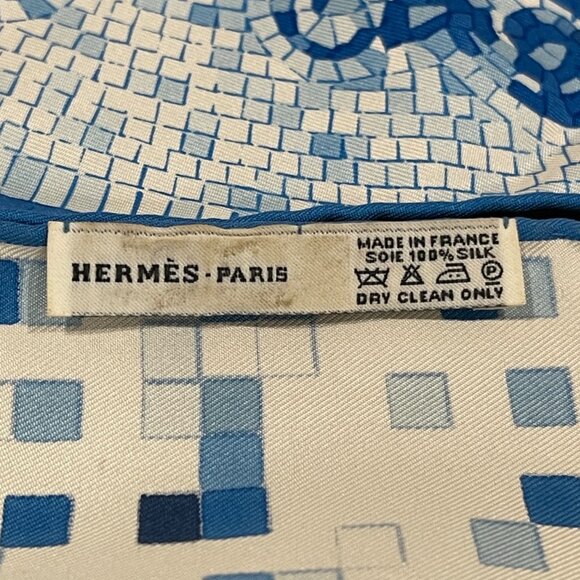 HERMÈS - PARIS
MADE IN FRANCE
SOIE 100% SILK
P
DRY CLEAN ONLY